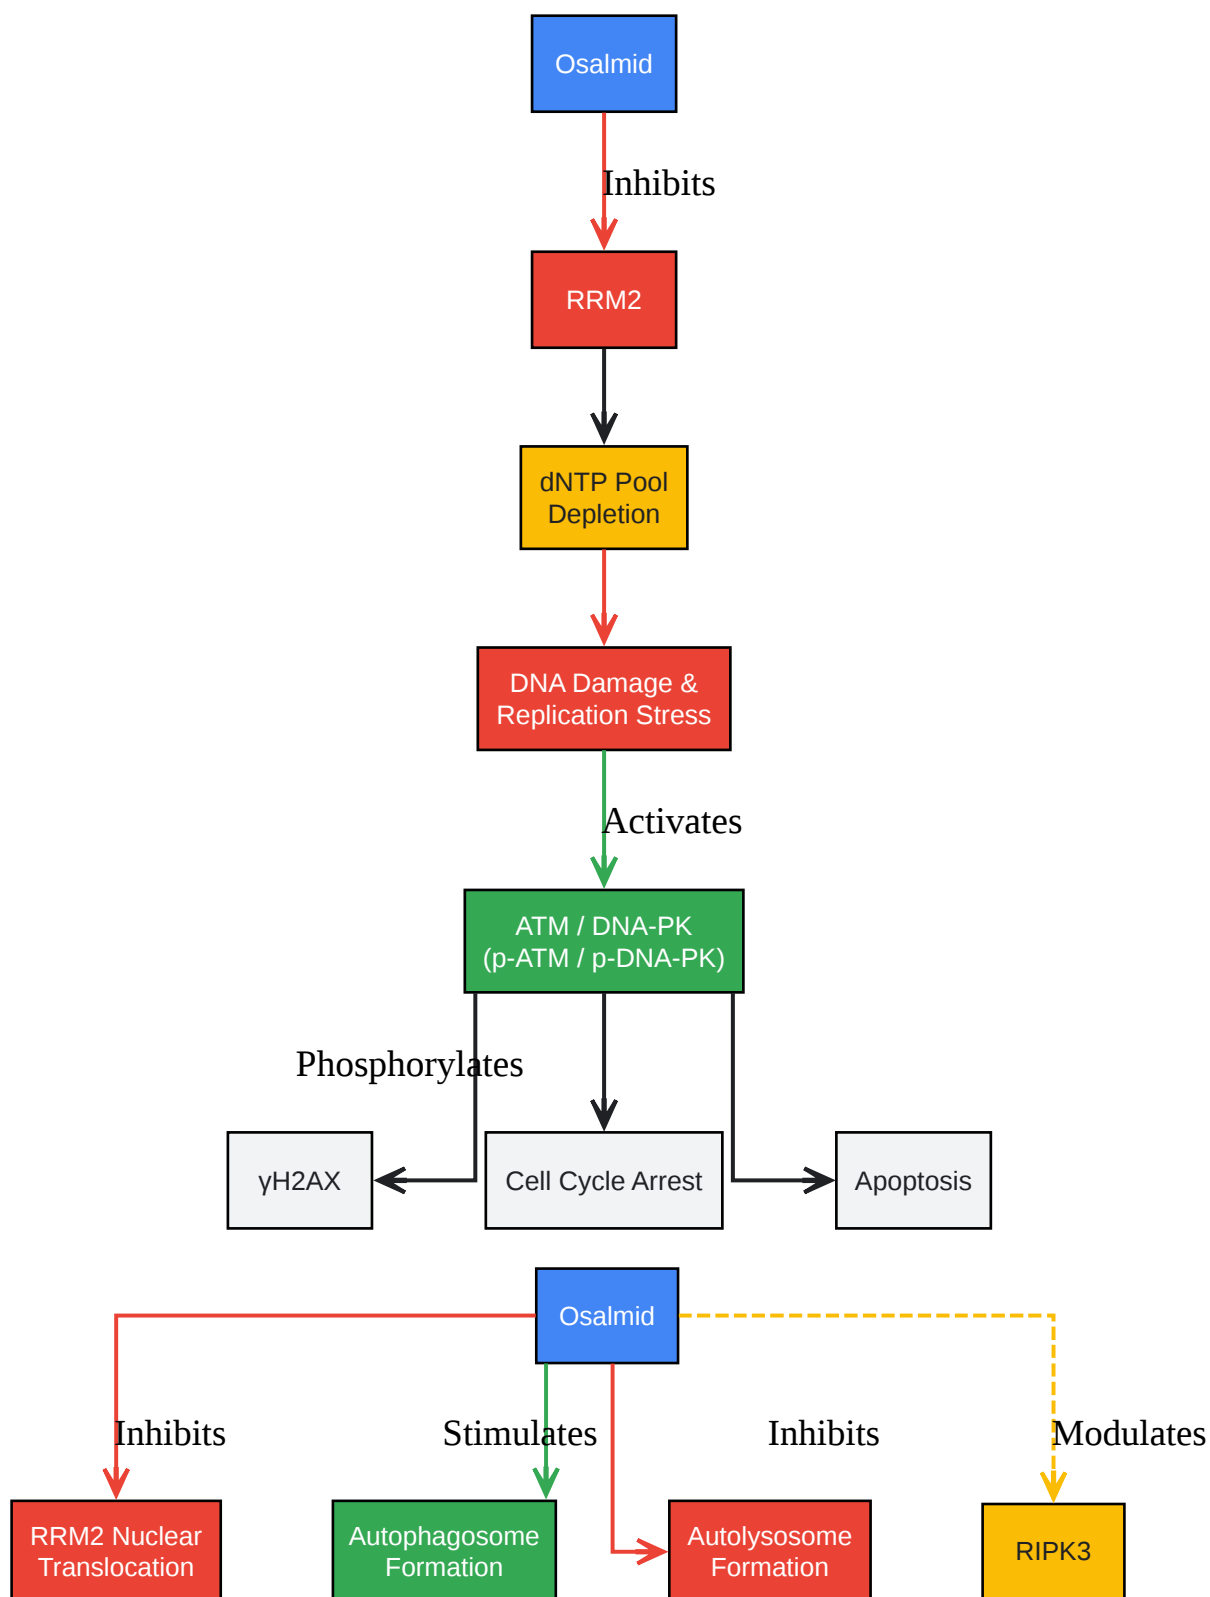 Osalmid
Inhibits
RRM2
dNTP Pool
Depletion
DNA Damage &
Replication Stress
Activates
ATM / DNA-PK
(p-ATM / p-DNA-PK)
Phosphorylates
γH2AX
Cell Cycle Arrest
Apoptosis
Osalmid
Inhibits
Stimulates
Inhibits
Modulates
RRM2 Nuclear
Translocation
Autophagosome
Formation
Autolysosome
Formation
RIPK3